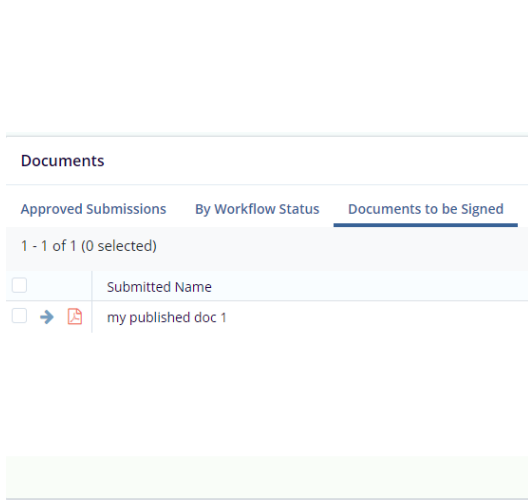 Documents
Approved Submissions By Workflow Status Documents to be Signed
1 - 1 of 1 (0 selected)
Submitted Name
my published doc 1